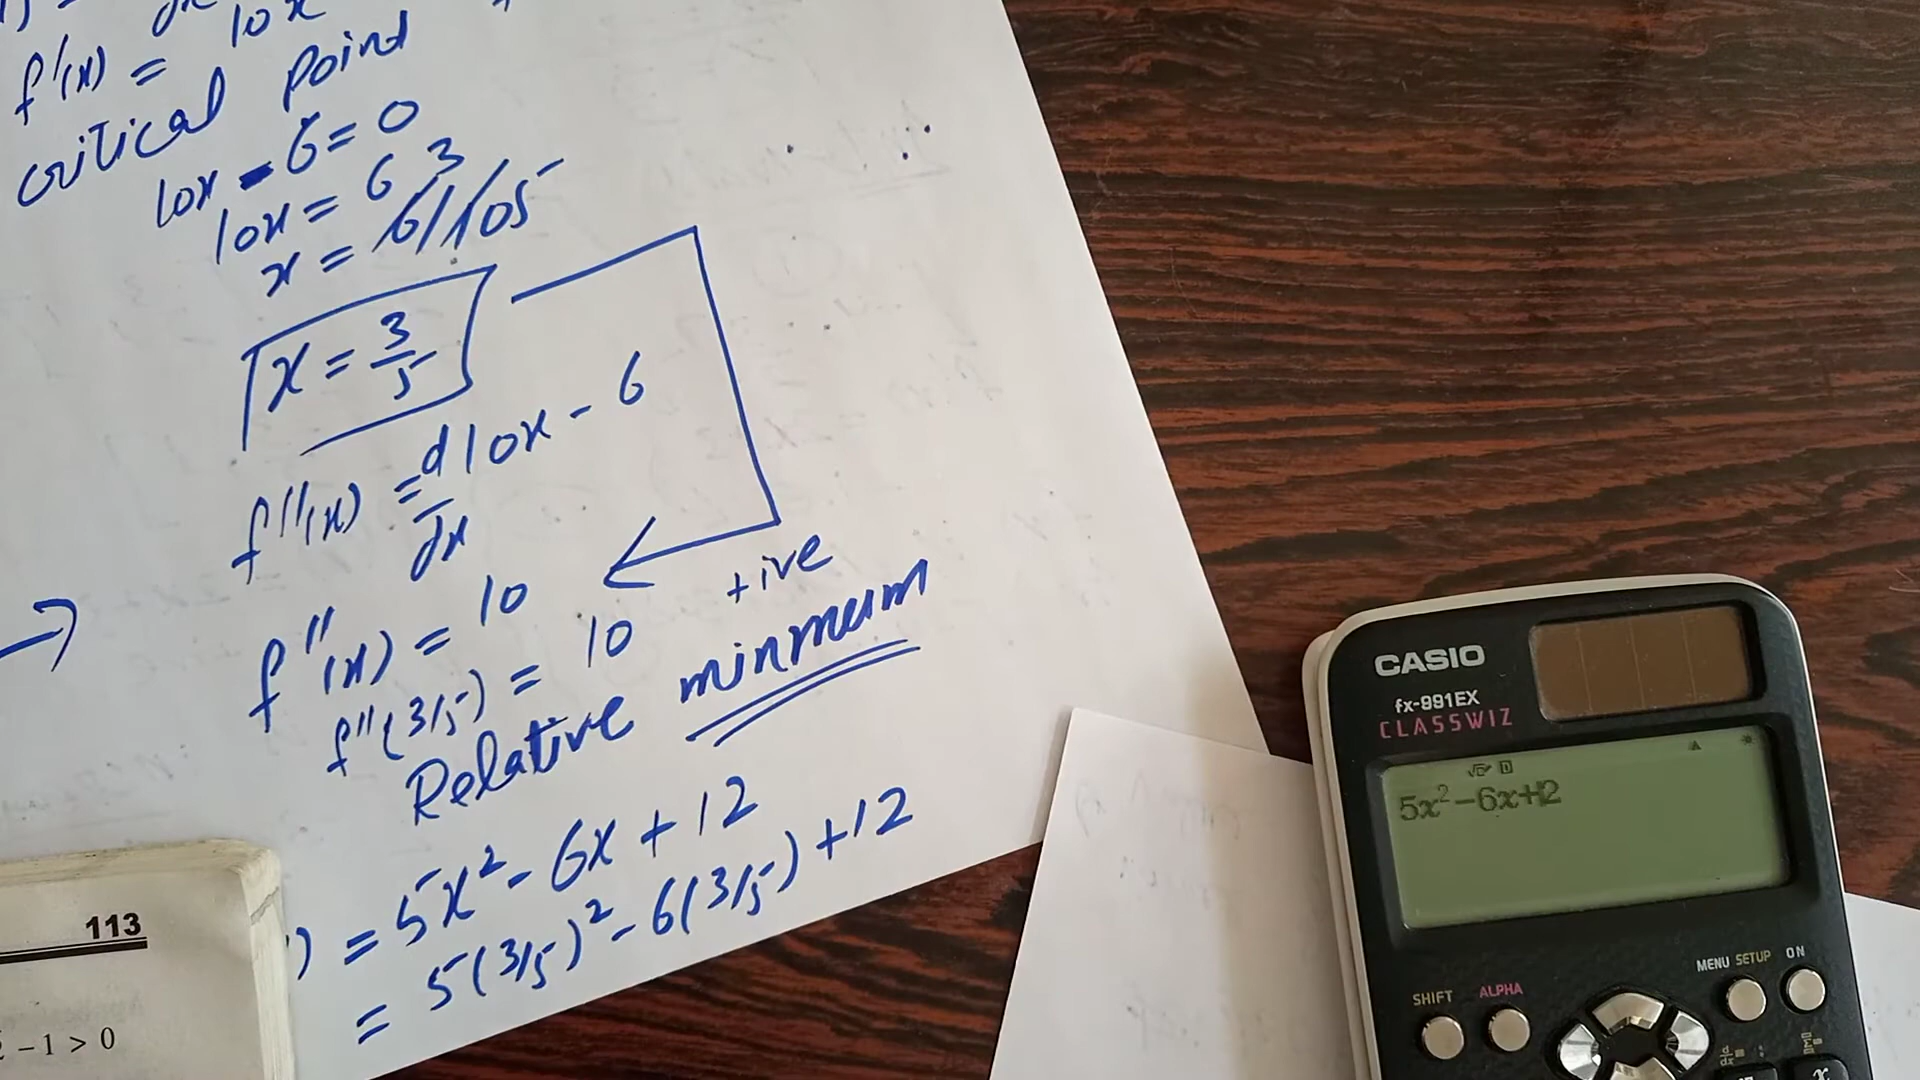 f'(x) = 10x
critical point
10x - 6 = 0
10x = 6
x = 6/10 3 5
x = 3/5
f''(x) = d/dx 10x - 6
f''(x) = 10
f''(3/5) = 10 +ive
Relative minmum
) = 5x² - 6x + 12
= 5(3/5)² - 6(3/5) + 12
113
- 1 > 0
CASIO
fx-991EX
CLASSWIZ
5x²-6x+12
MENU SETUP ON
SHIFT ALPHA
x